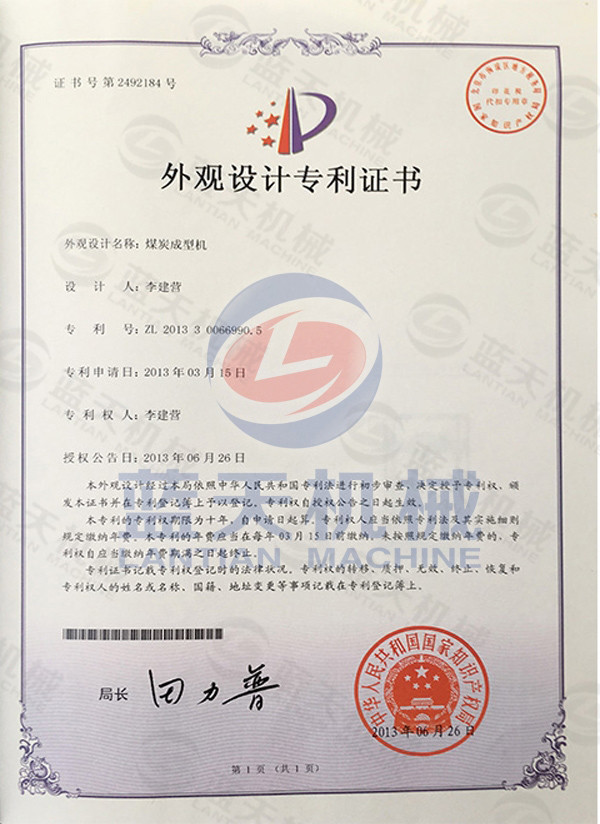 证书号第2492184号
外观设计专利证书
外观设计名称：煤炭成型机
设 计 人：李建营
专 利 号：ZL 2013 3 0066990.5
专利申请日：2013年03月15日
专 利 权 人：李建营
授权公告日：2013年06月26日
本外观设计经过本局依照中华人民共和国专利法进行初步审查，决定授予专利权，颁
发本证书并在专利登记簿上予以登记。专利权自授权公告之日起生效。
本专利的专利权期限为十年，自申请日起算。专利权人应当依照专利法及其实施细则
规定缴纳年费。本专利的年费应当在每年03月15日前缴纳。未按照规定缴纳年费的，专
利权自应当缴纳年费期满之日起终止。
专利证书记载专利权登记时的法律状况。专利权的转移、质押、无效、终止、恢复和
专利权人的姓名或名称、国籍、地址变更等事项记载在专利登记簿上。
蓝天机械
LANTIAN MACHINE
局长 田力普
中华人民共和国国家知识产权局
2013年06月26日
第1页（共1页）
印花税
代扣专用章